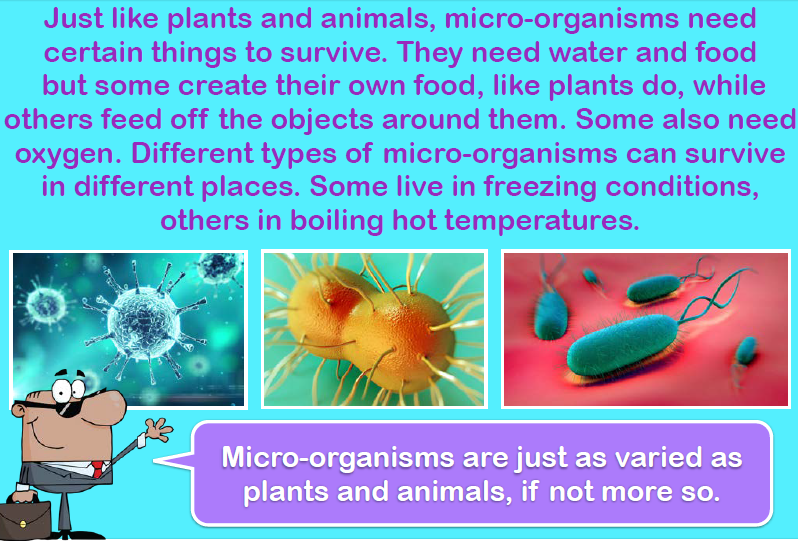 Just like plants and animals, micro-organisms need
certain things to survive. They need water and food
but some create their own food, like plants do, while
others feed off the objects around them. Some also need
oxygen. Different types of micro-organisms can survive
in different places. Some live in freezing conditions,
others in boiling hot temperatures.
Micro-organisms are just as varied as
plants and animals, if not more so.